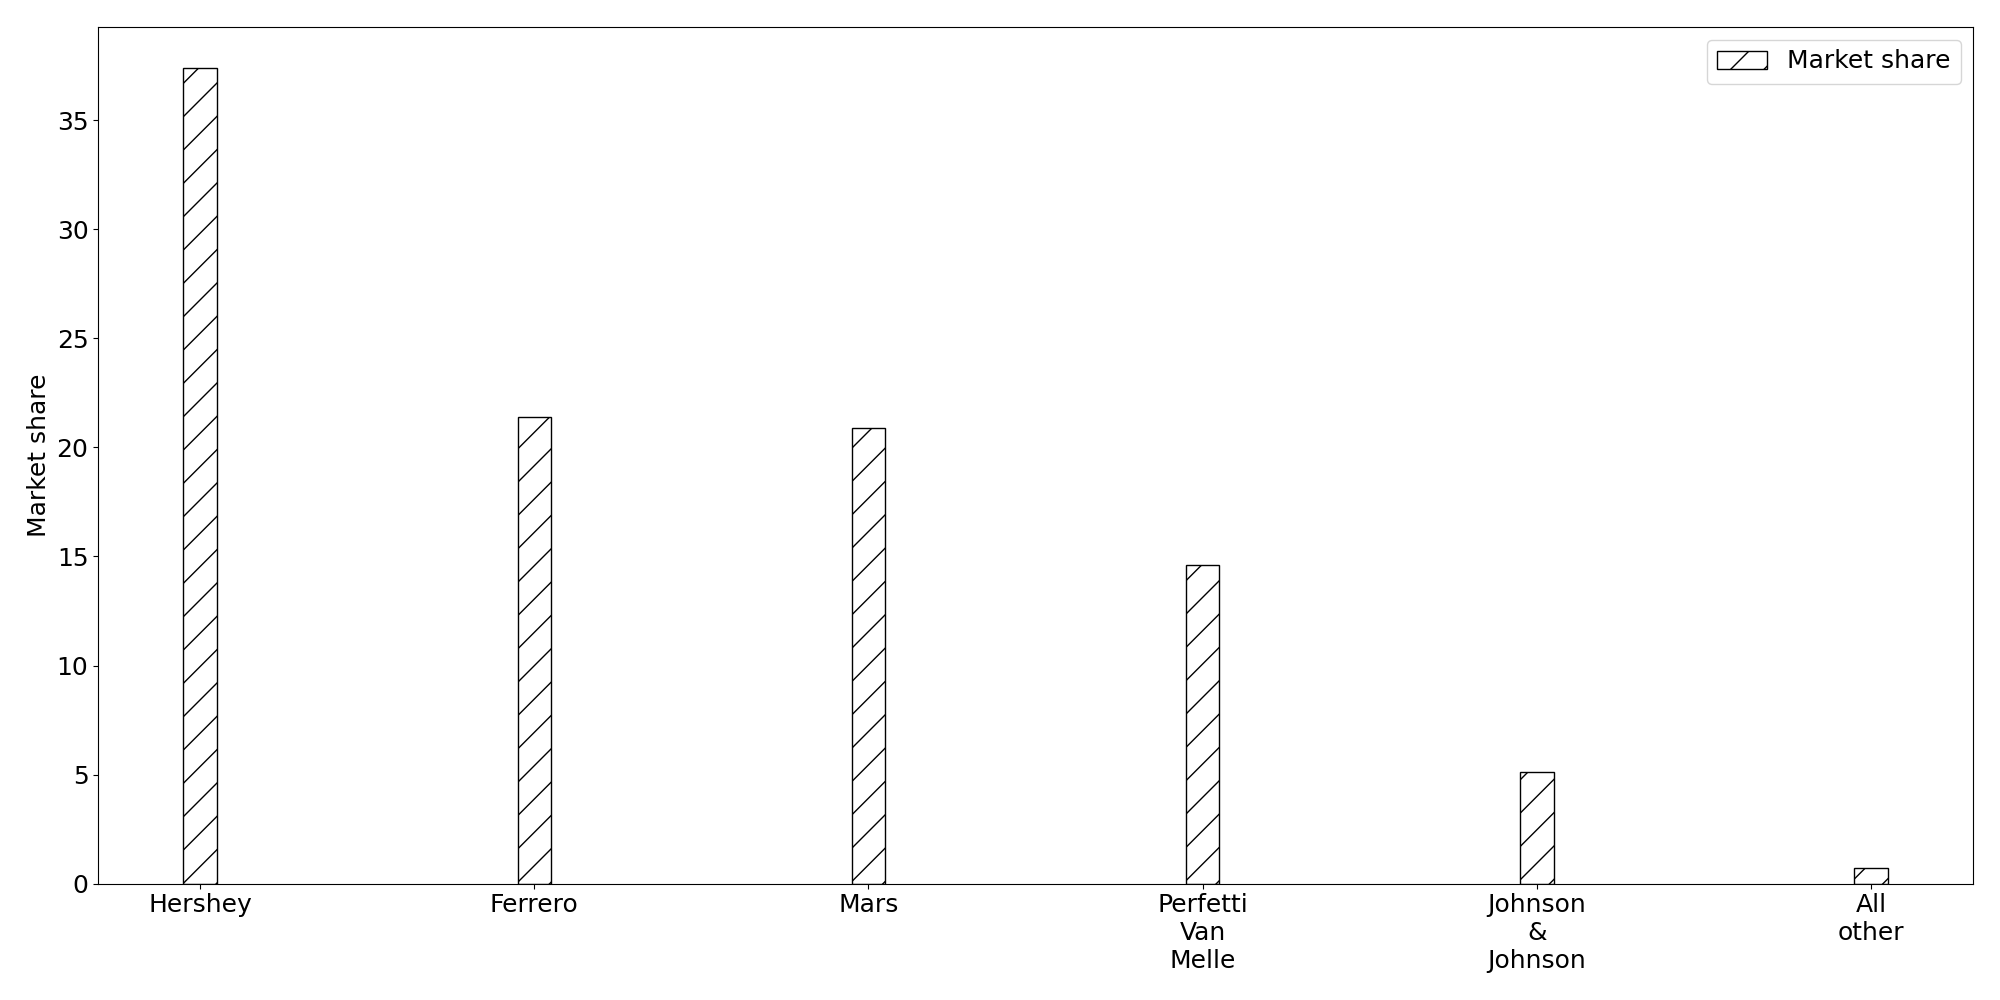 Market share
35
30
25
20
15
10
5
0
Market share
Hershey
Ferrero
Mars
Perfetti
Van
Melle
Johnson
&
Johnson
All
other